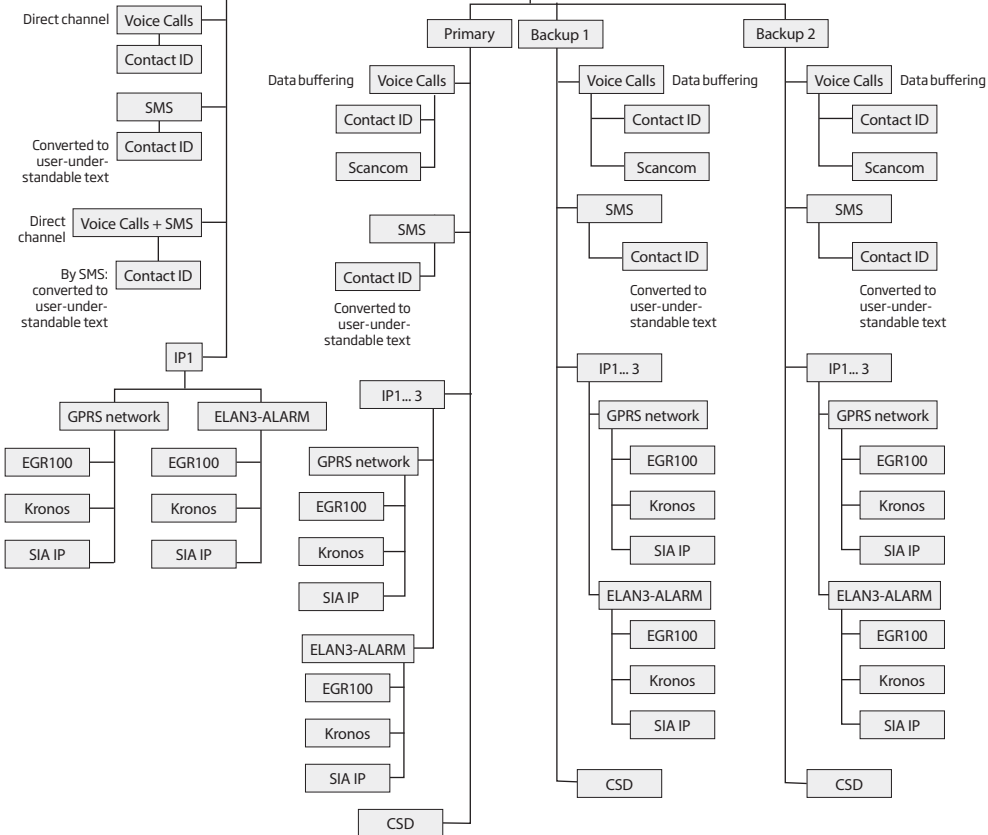 Direct channel
Voice Calls
Contact ID
SMS
Converted to
user-under-
standable text
Contact ID
Direct
channel
Voice Calls + SMS
By SMS:
converted to
user-under-
standable text
Contact ID
IP1
GPRS network
EGR100
Kronos
SIA IP
ELAN3-ALARM
EGR100
Kronos
SIA IP
Primary
Data buffering
Voice Calls
Contact ID
Scancom
SMS
Contact ID
Converted to
user-under-
standable text
IP1... 3
GPRS network
EGR100
Kronos
SIA IP
ELAN3-ALARM
EGR100
Kronos
SIA IP
CSD
Backup 1
Voice Calls
Data buffering
Contact ID
Scancom
SMS
Contact ID
Converted to
user-under-
standable text
IP1... 3
GPRS network
EGR100
Kronos
SIA IP
ELAN3-ALARM
EGR100
Kronos
SIA IP
CSD
Backup 2
Voice Calls
Data buffering
Contact ID
Scancom
SMS
Contact ID
Converted to
user-under-
standable text
IP1... 3
GPRS network
EGR100
Kronos
SIA IP
ELAN3-ALARM
EGR100
Kronos
SIA IP
CSD